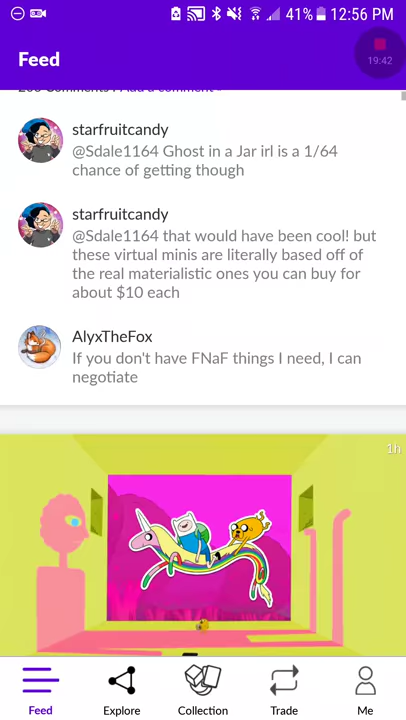 41% 12:56 PM
Feed
19:42
Comments
Add a comment
starfruitcandy
@Sdale1164 Ghost in a Jar irl is a 1/64
chance of getting though
starfruitcandy
@Sdale1164 that would have been cool! but
these virtual minis are literally based off of
the real materialistic ones you can buy for
about $10 each
AlyxTheFox
If you don't have FNaF things I need, I can
negotiate
1h
Feed
Explore
Collection
Trade
Me